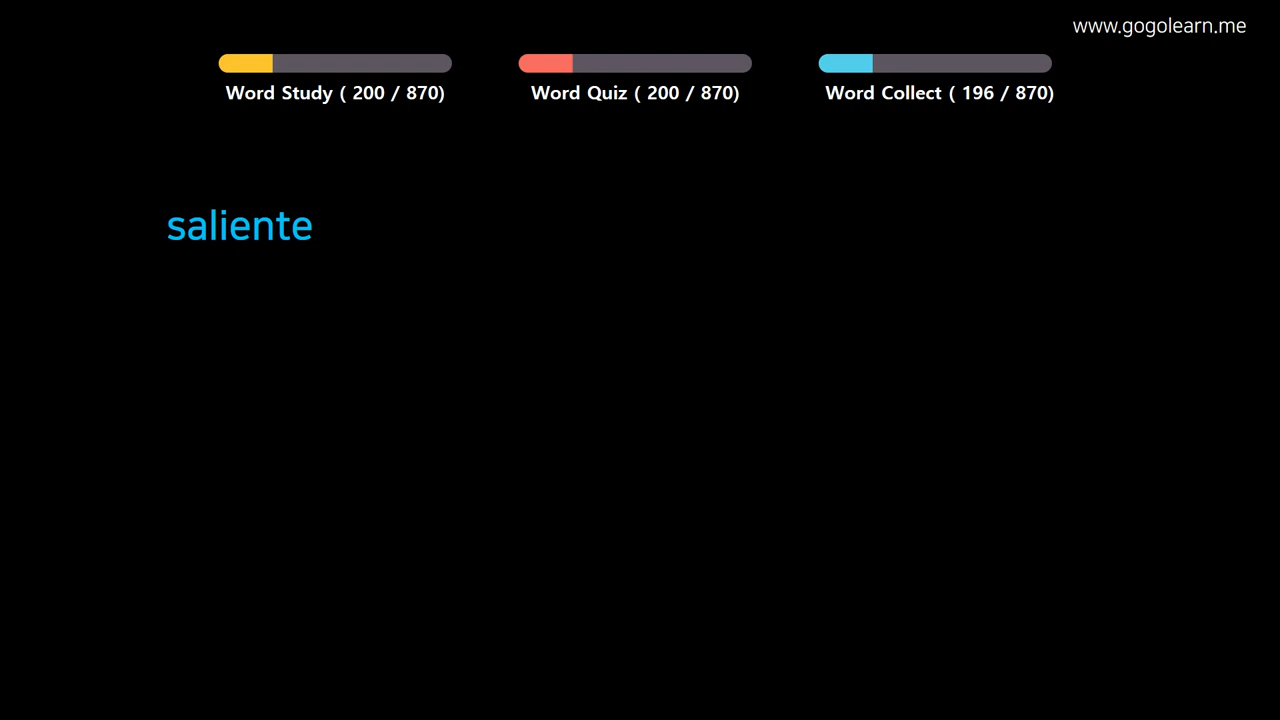 www.gogolearn.me
Word Study ( 200 / 870)
Word Quiz ( 200 / 870)
Word Collect ( 196 / 870)
saliente